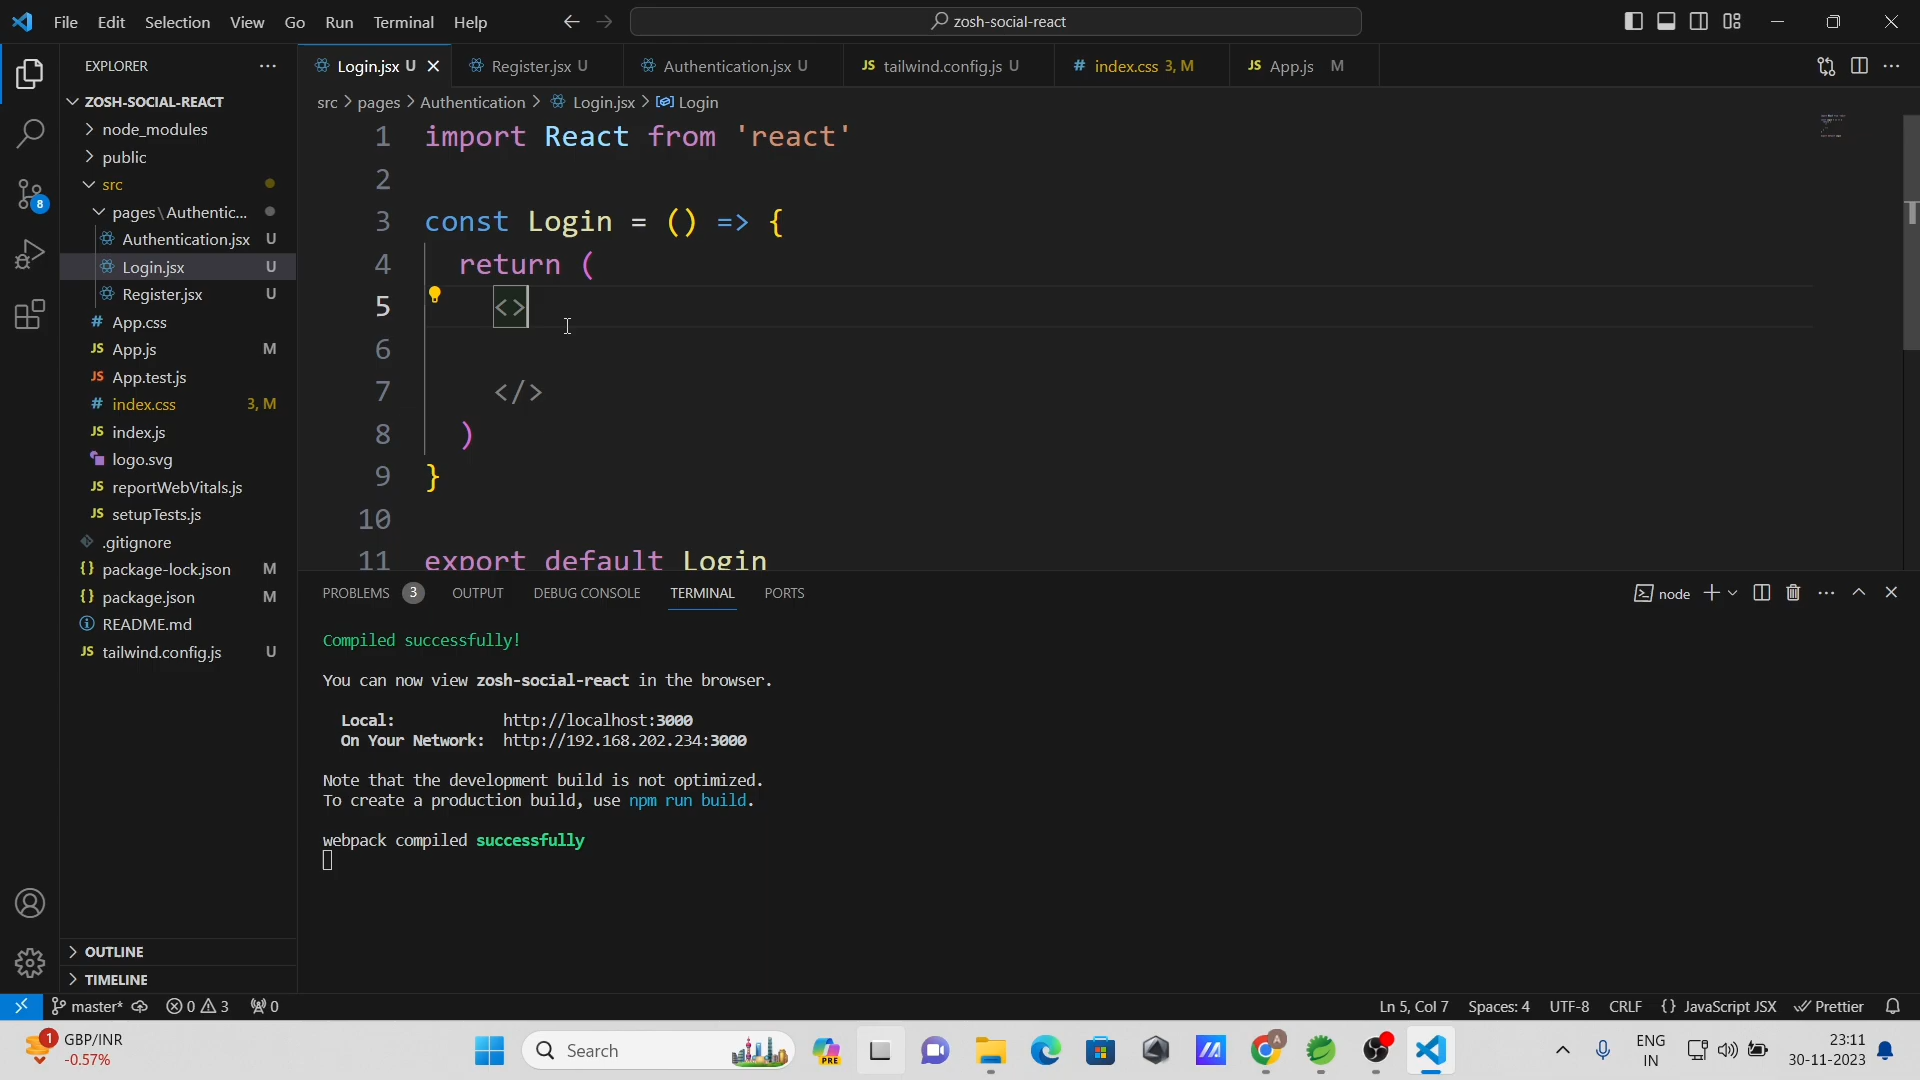 File Edit Selection View Go Run Terminal Help
zosh-social-react
EXPLORER
ZOSH-SOCIAL-REACT
node_modules
public
src
pages\Authentic...
Authentication.jsx U
Login.jsx U
Register.jsx U
App.css
App.js M
App.test.js
index.css 3, M
index.js
logo.svg
reportWebVitals.js
setupTests.js
.gitignore
package-lock.json M
package.json M
README.md
tailwind.config.js U
OUTLINE
TIMELINE
Login.jsx U Register.jsx U Authentication.jsx U JS tailwind.config.js U # index.css 3, M JS App.js M
src > pages > Authentication > Login.jsx > Login
1 import React from 'react'
2
3 const Login = () => {
4 return (
5 <>
6
7 </>
8 )
9 }
10
11 export default Login
PROBLEMS 3 OUTPUT DEBUG CONSOLE TERMINAL PORTS
node
Compiled successfully!
You can now view zosh-social-react in the browser.
Local: http://localhost:3000
On Your Network: http://192.168.202.234:3000
Note that the development build is not optimized.
To create a production build, use npm run build.
webpack compiled successfully
master* 0 3 0
Ln 5, Col 7 Spaces: 4 UTF-8 CRLF {} JavaScript JSX Prettier
8
1 GBP/INR
-0.57%
Search
PRE
A
ENG
IN
23:11
30-11-2023